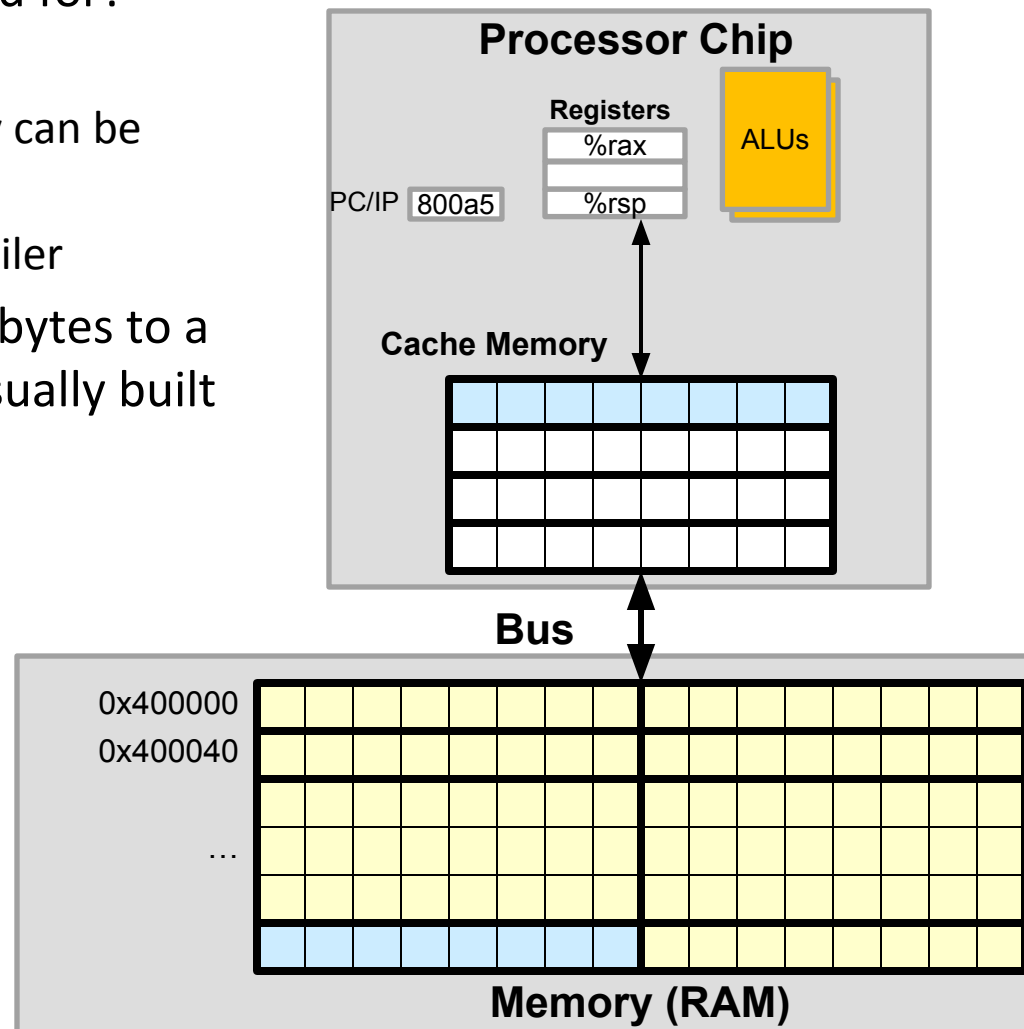 d for?
Processor Chip
Registers
y can be
%rax
ALUs
PC/IP 800a5
%rsp
iler
bytes to a
Cache Memory
sually built
Bus
0x400000
0x400040
...
Memory (RAM)